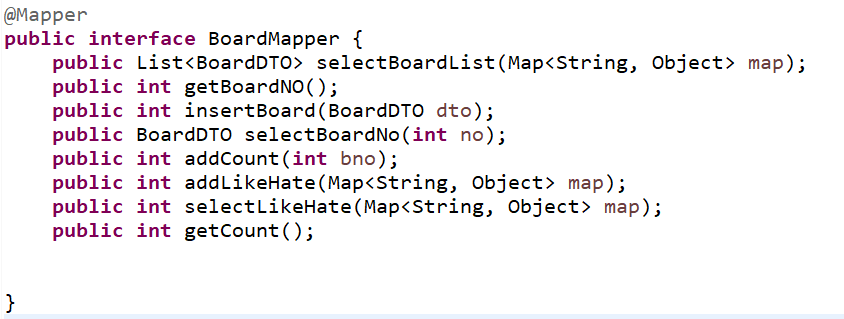 @Mapper
public interface BoardMapper {
    public List<BoardDTO> selectBoardList(Map<String, Object> map);
    public int getBoardNO();
    public int insertBoard(BoardDTO dto);
    public BoardDTO selectBoardNo(int no);
    public int addCount(int bno);
    public int addLikeHate(Map<String, Object> map);
    public int selectLikeHate(Map<String, Object> map);
    public int getCount();
}